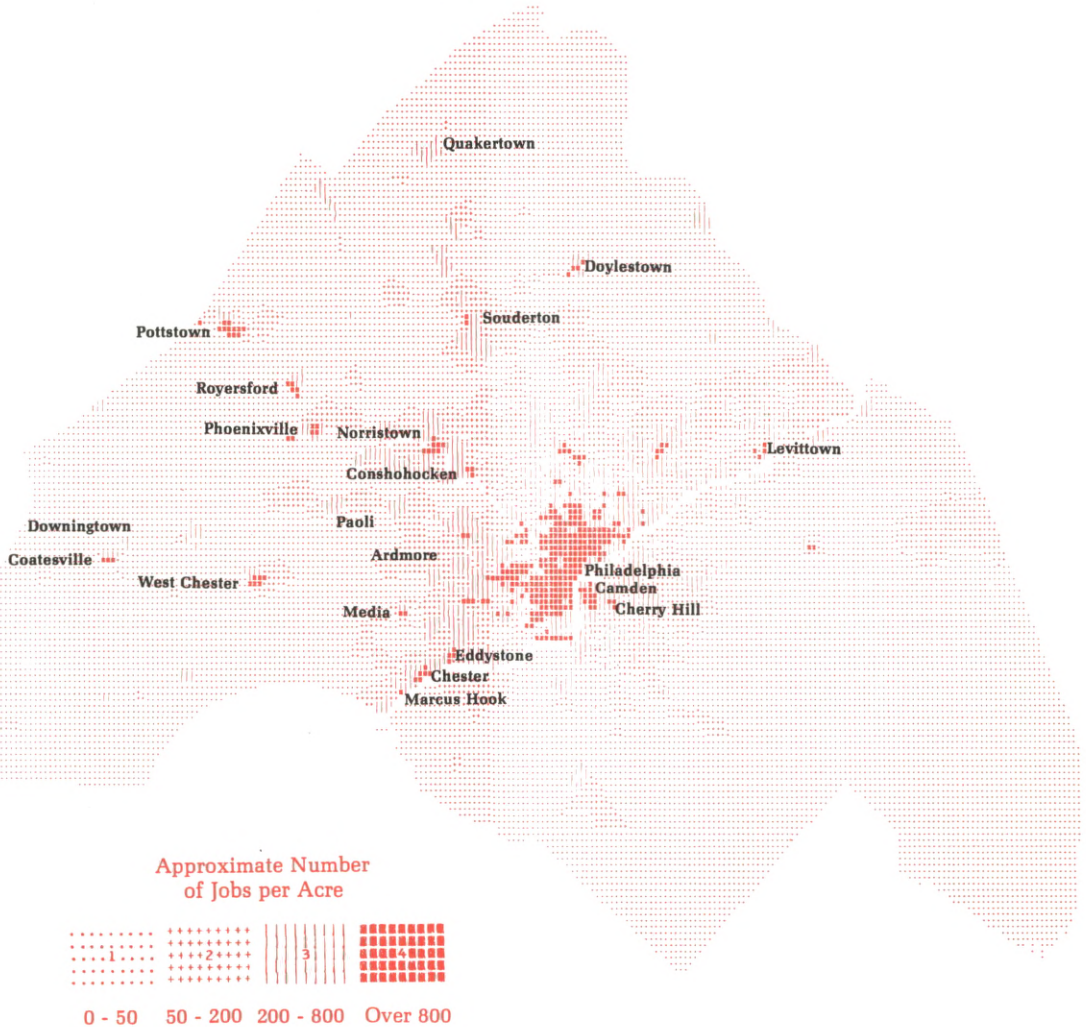 Quakertown
Doylestown
Souderton
Pottstown
Royersford
Phoenixville
Norristown
Levittown
Conshohocken
Paoli
Downingtown
Ardmore
Coatesville
Philadelphia
West Chester
Camden
Cherry Hill
Media
Eddystone
Chester
Marcus Hook
Approximate Number
of Jobs per Acre
1 2 3 4
0 - 50 50 - 200 200 - 800 Over 800